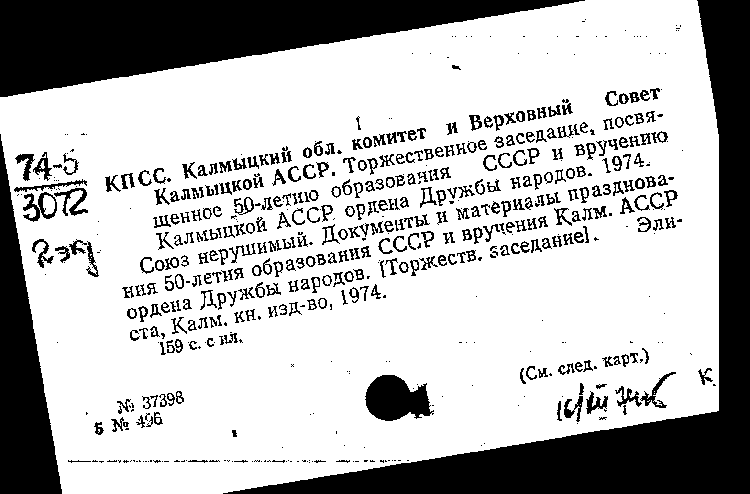 1
74-5
3072
2 экз
КПСС. Калмыцкий обл. комитет и Верховный Совет
Калмыцкой АССР. Торжественное заседание, посвя-
щенное 50-летию образования СССР и вручению
Калмыцкой АССР ордена Дружбы народов. 1974.
Союз нерушимый. Документы и материалы празднова-
ния 50-летия образования СССР и вручения Калм. АССР
ордена Дружбы народов. [Торжеств. заседание]. Эли-
ста, Калм. кн. изд-во, 1974.
159 с. с ил.
(См. след. карт.)
№ 37398
Б № 496
К